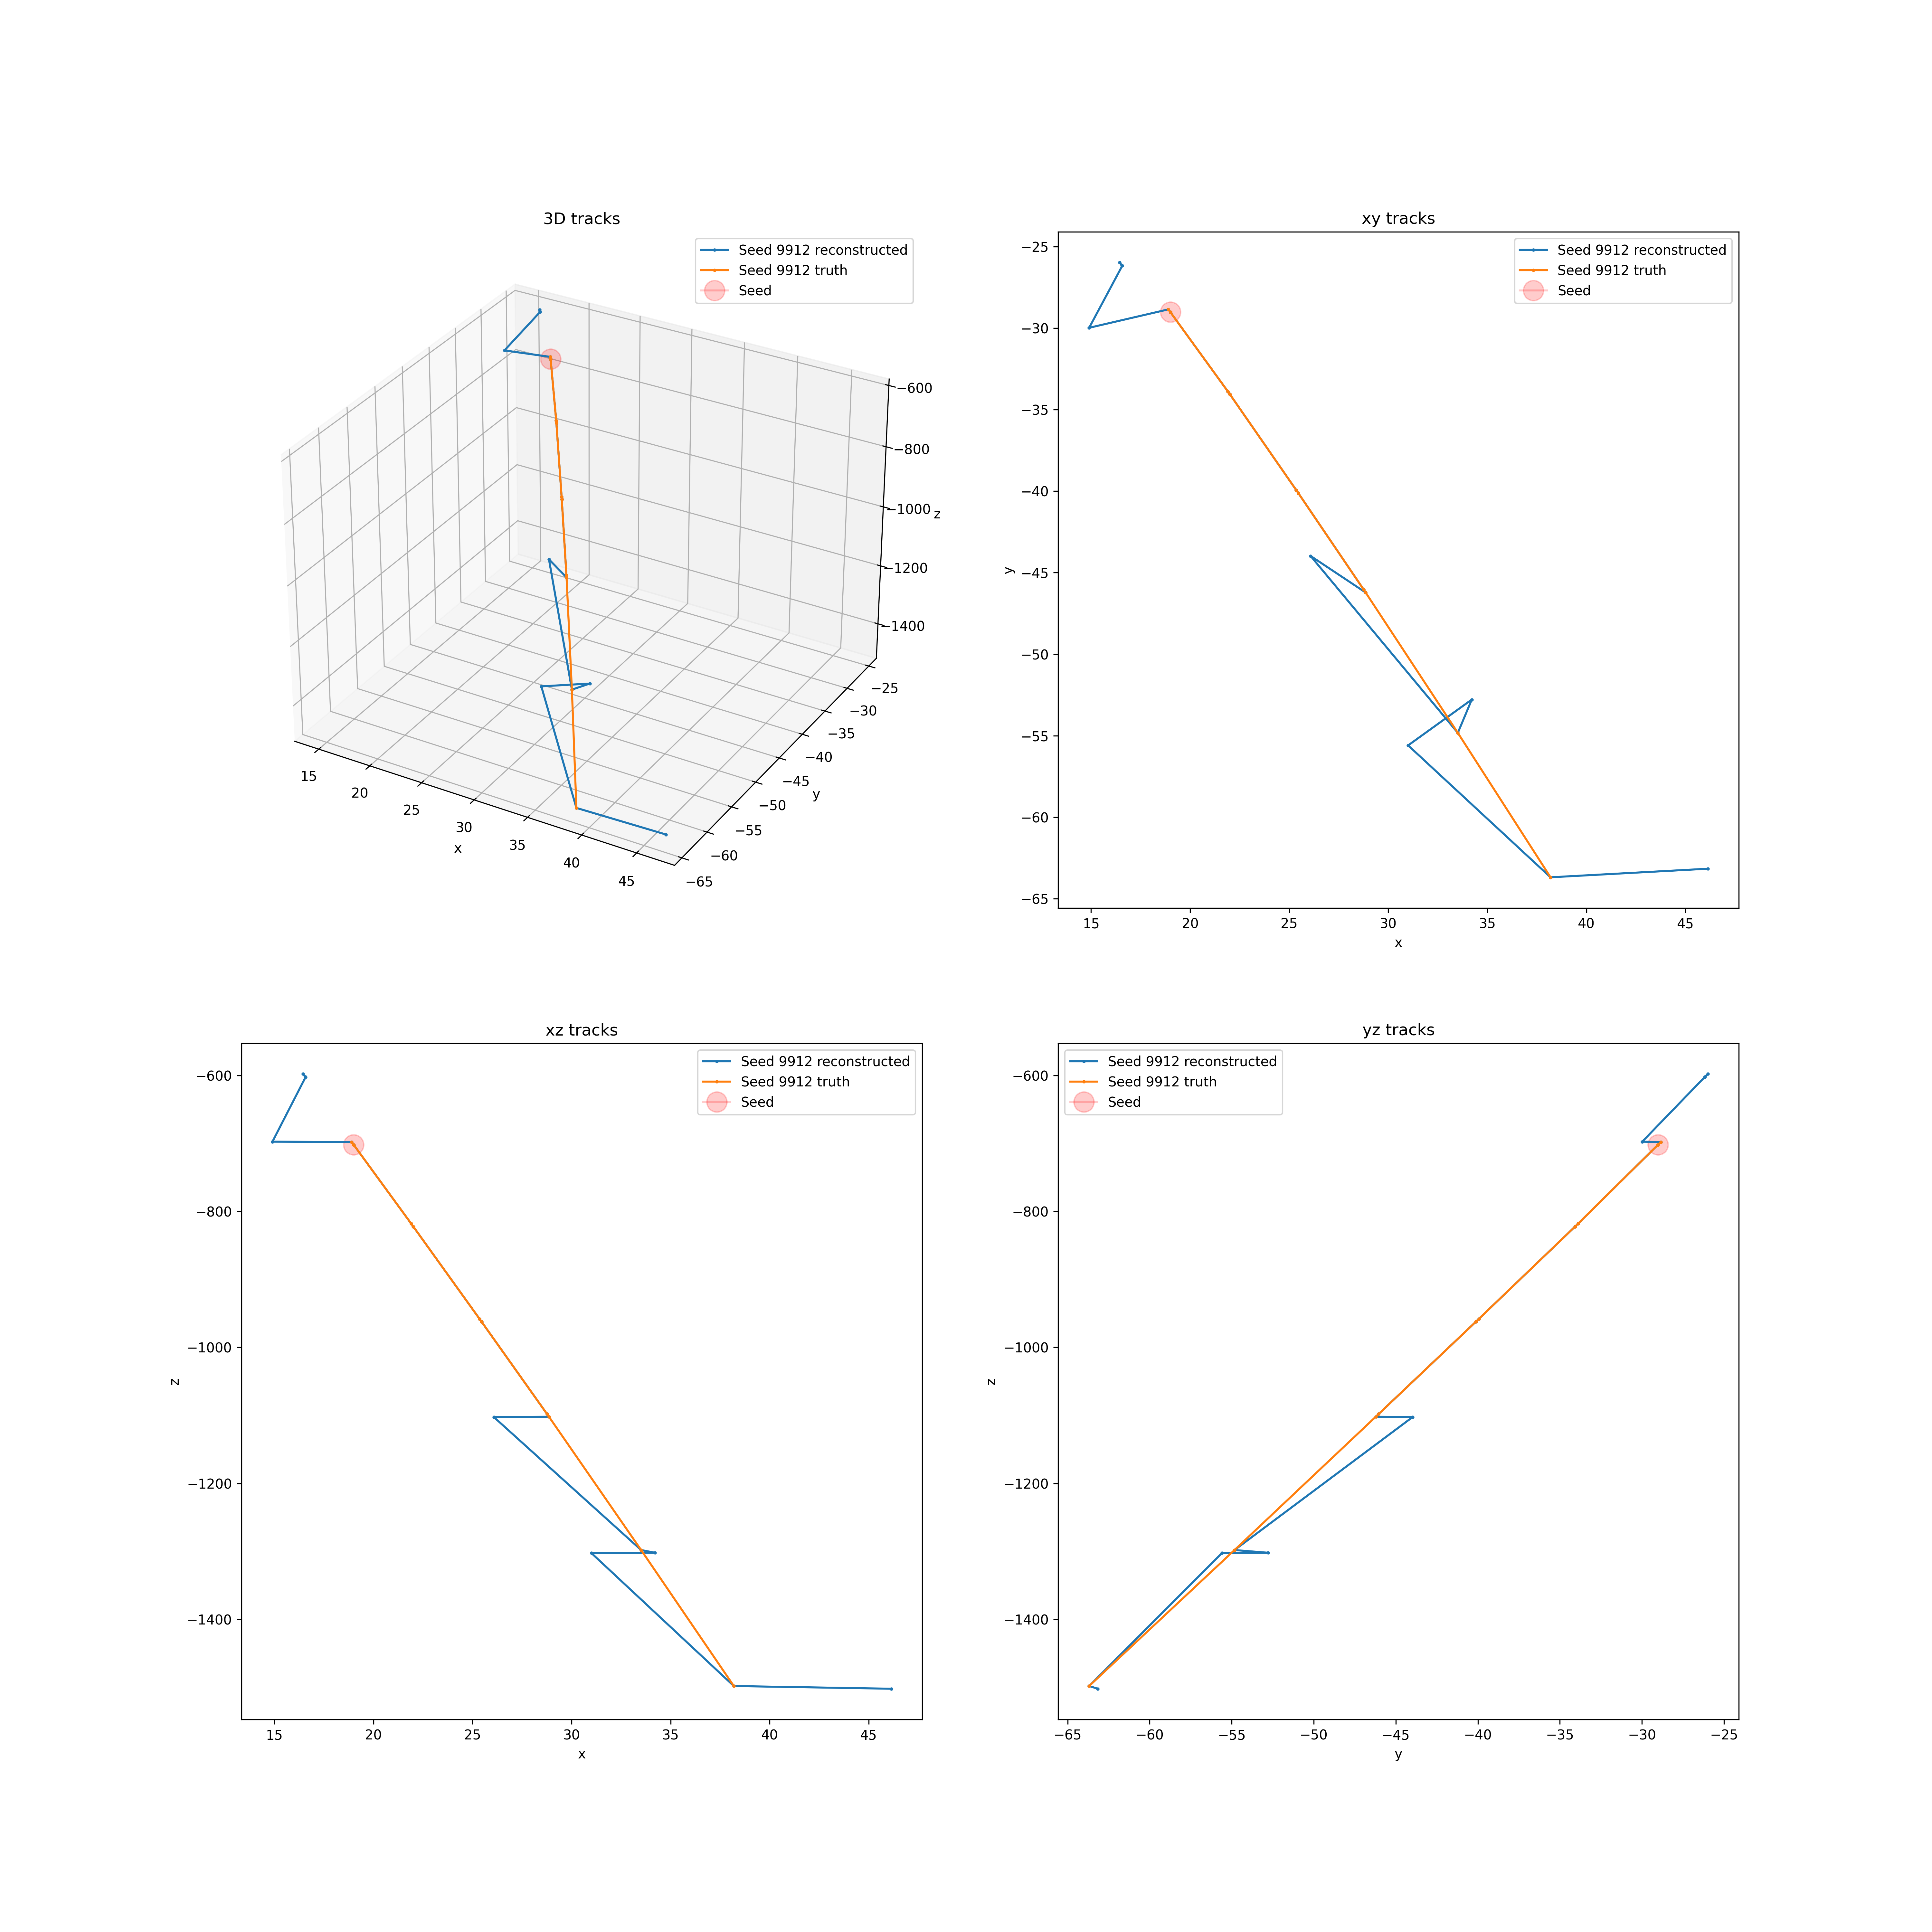 3D tracks
Seed 9912 reconstructed
Seed 9912 truth
Seed
−600
−800
−1000
−1200
−1400
z
−25
−30
−35
−40
−45
−50
−55
−60
−65
y
15
20
25
30
35
40
45
x
xy tracks
Seed 9912 reconstructed
Seed 9912 truth
Seed
−25
−30
−35
−40
−45
−50
−55
−60
−65
y
15 20 25 30 35 40 45
x
xz tracks
Seed 9912 reconstructed
Seed 9912 truth
Seed
−600
−800
−1000
−1200
−1400
z
15 20 25 30 35 40 45
x
yz tracks
Seed 9912 reconstructed
Seed 9912 truth
Seed
−600
−800
−1000
−1200
−1400
z
−65 −60 −55 −50 −45 −40 −35 −30 −25
y